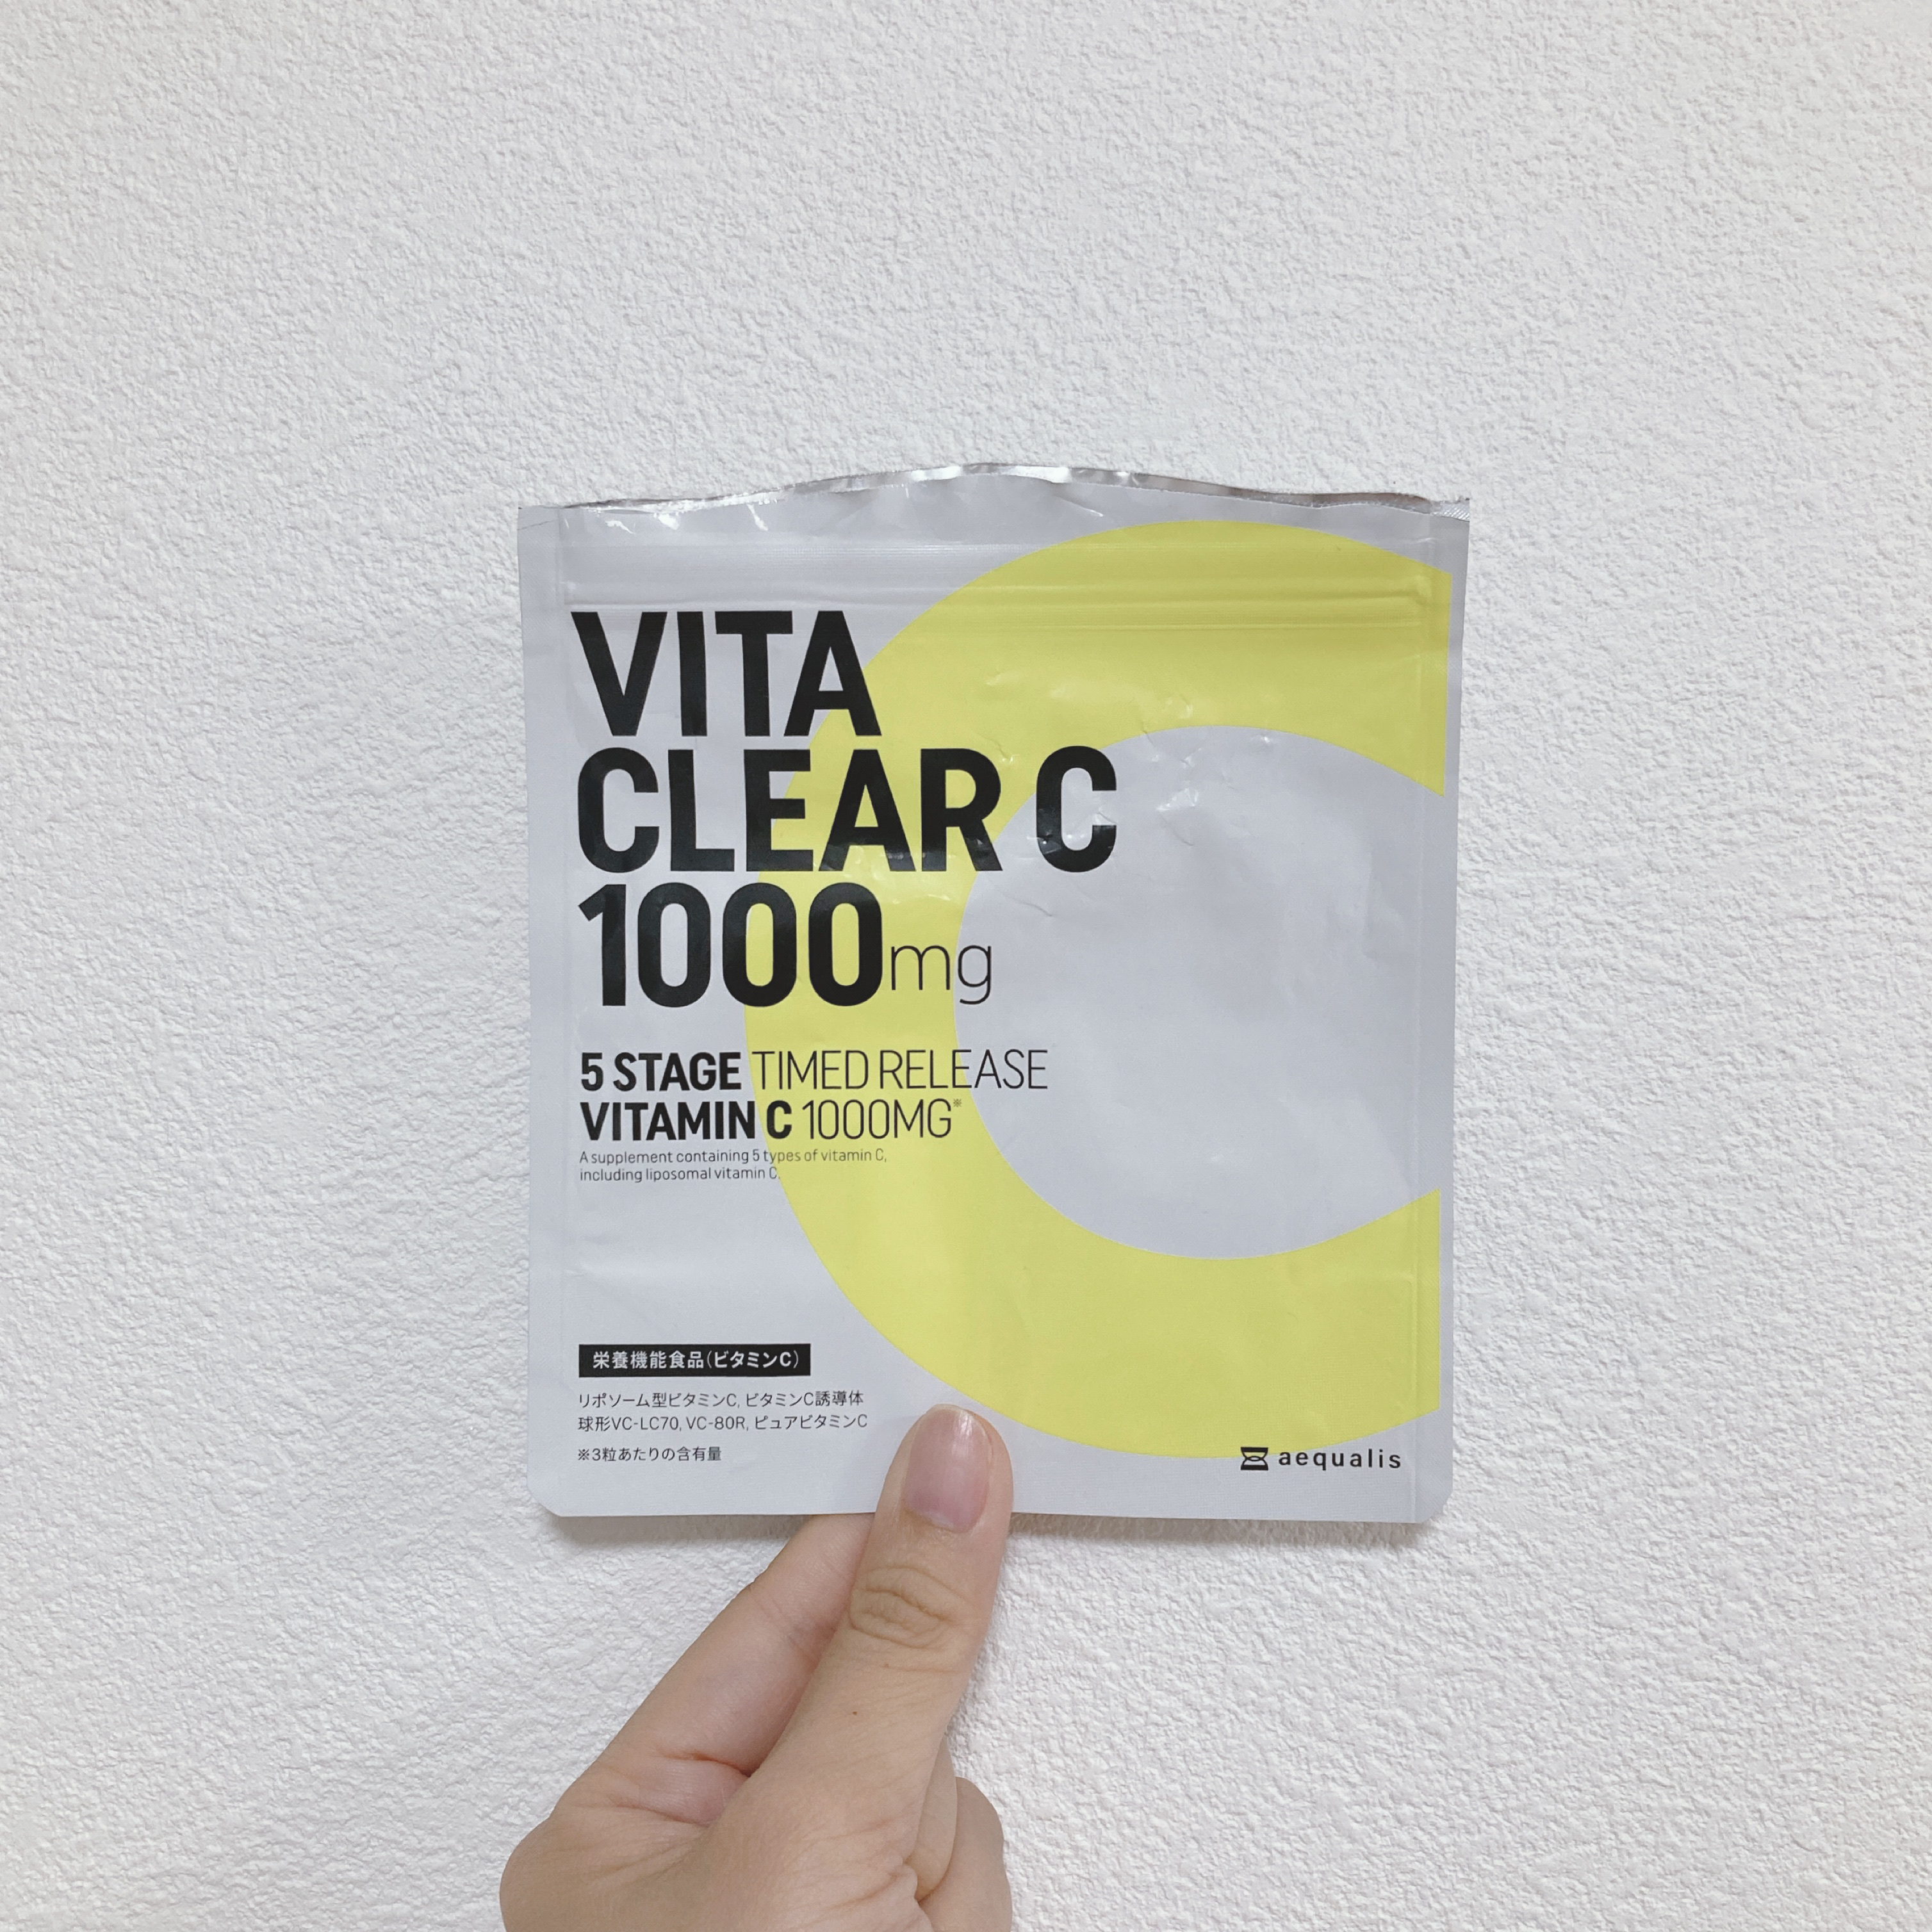 VITA
CLEAR C
1000mg
5 STAGE TIMED RELEASE
VITAMIN C 1000MG※
A supplement containing 5 types of vitamin C,
including liposomal vitamin C.
栄養機能食品(ビタミンC)
リポソーム型ビタミンC, ビタミンC誘導体
球形VC-LC70, VC-80R, ピュアビタミンC
※3粒あたりの含有量
aequalis